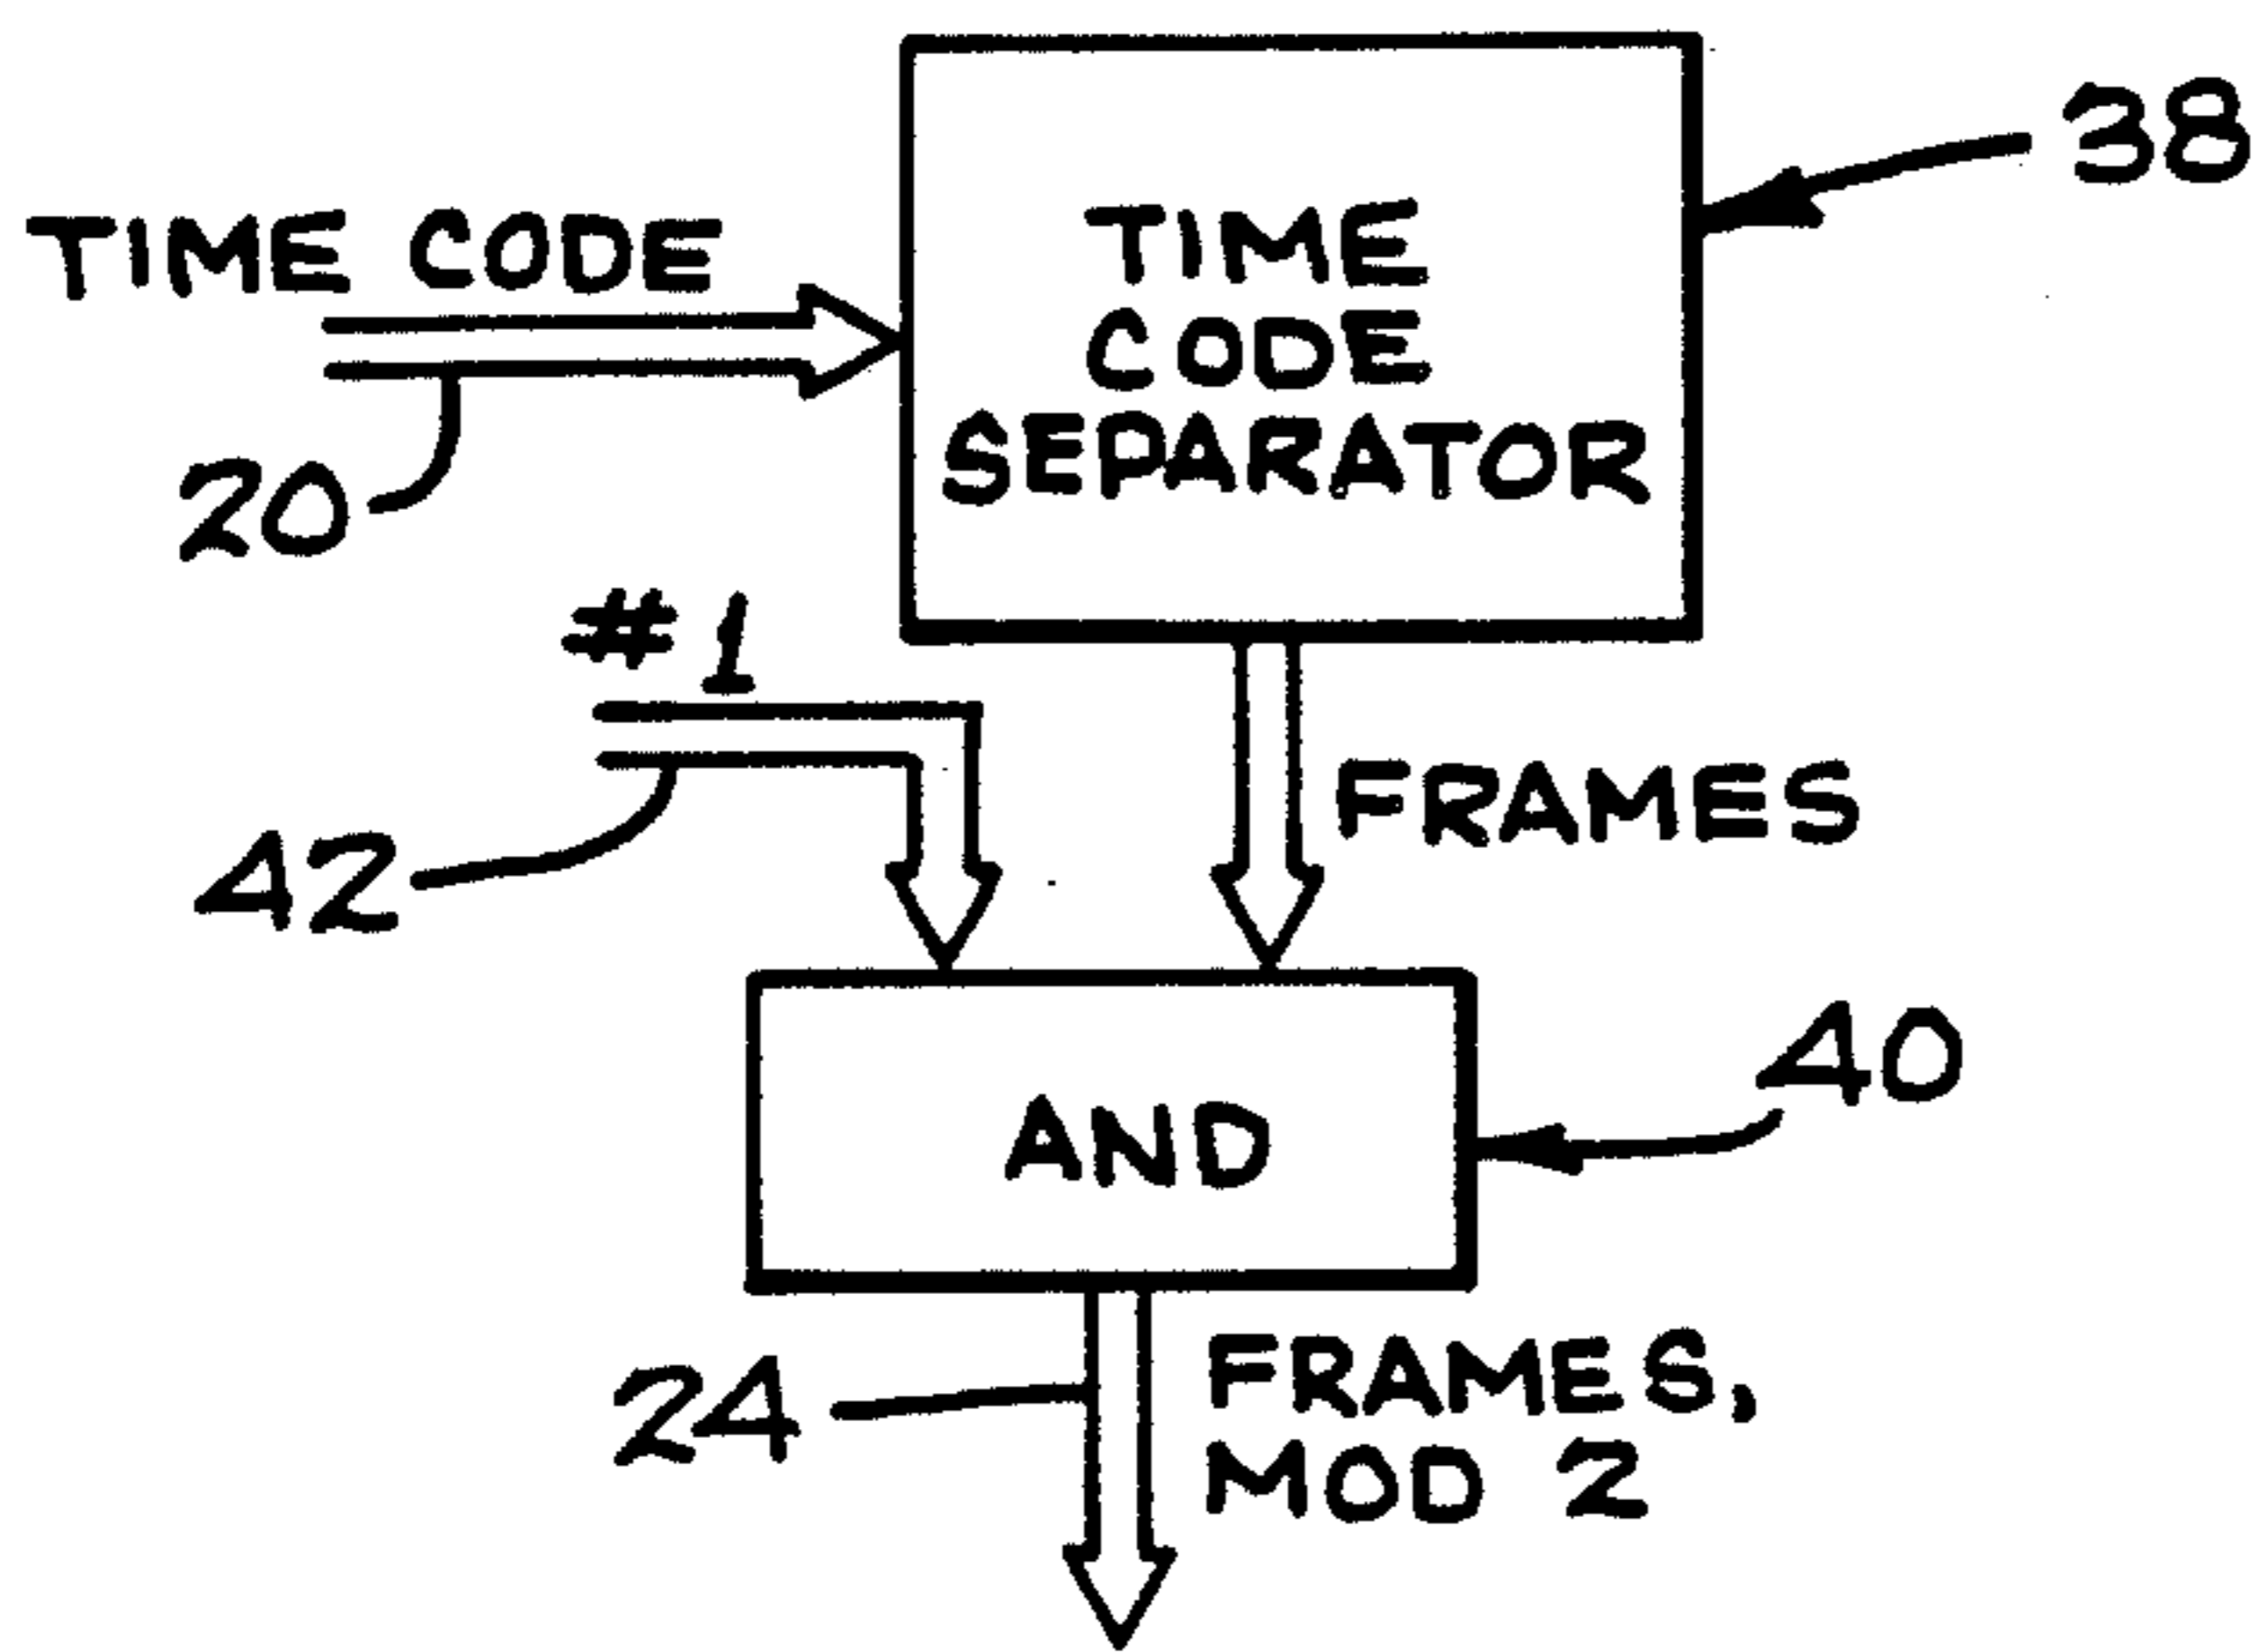 38
TIME CODE
TIME
CODE
SEPARATOR
20
#1
FRAMES
42
40
AND
24
FRAMES,
MOD 2